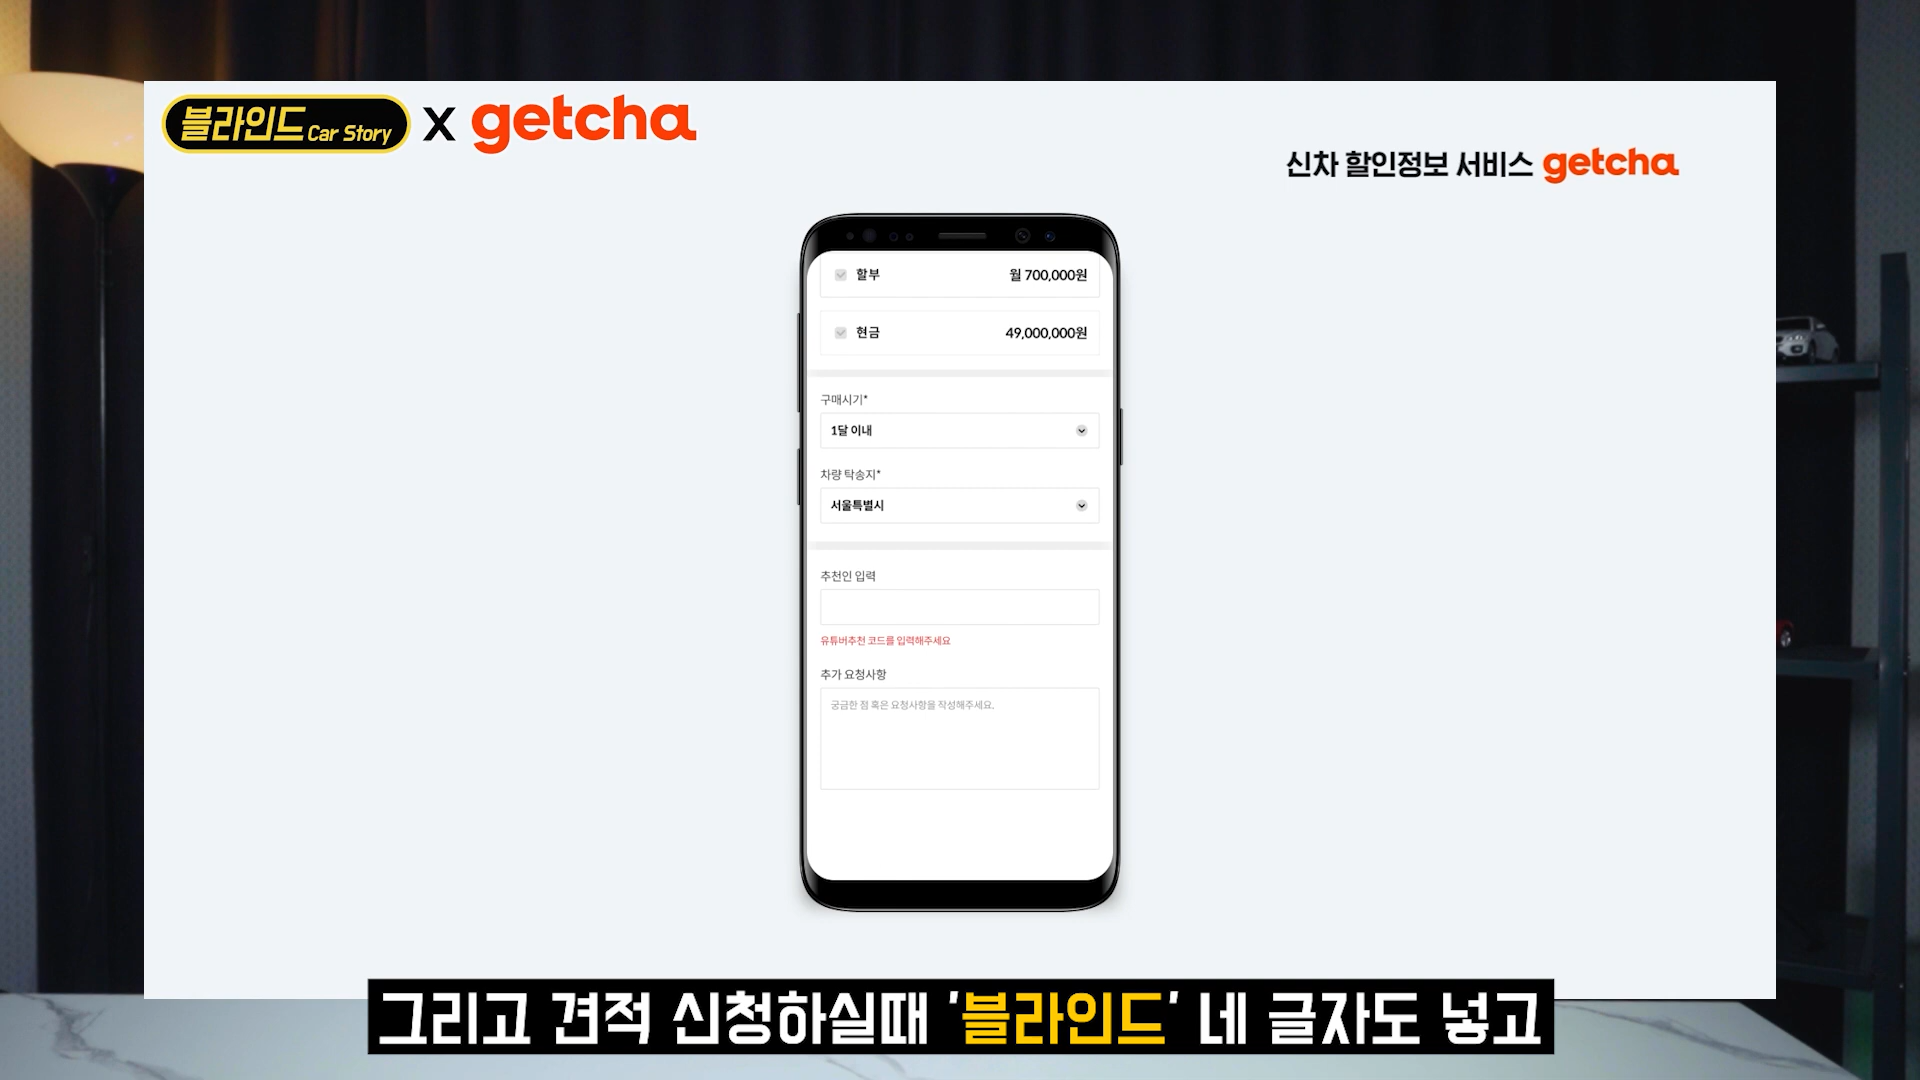 블라인드 Car Story X getcha
신차 할인정보 서비스 getcha
할부 월 700,000원
현금 49,000,000원
구매시기*
1달 이내
차량 탁송지*
서울특별시
추천인 입력
유튜버추천 코드를 입력해주세요
추가 요청사항
궁금한 점 혹은 요청사항을 작성해주세요.
그리고 견적 신청하실때 '블라인드' 네 글자도 넣고